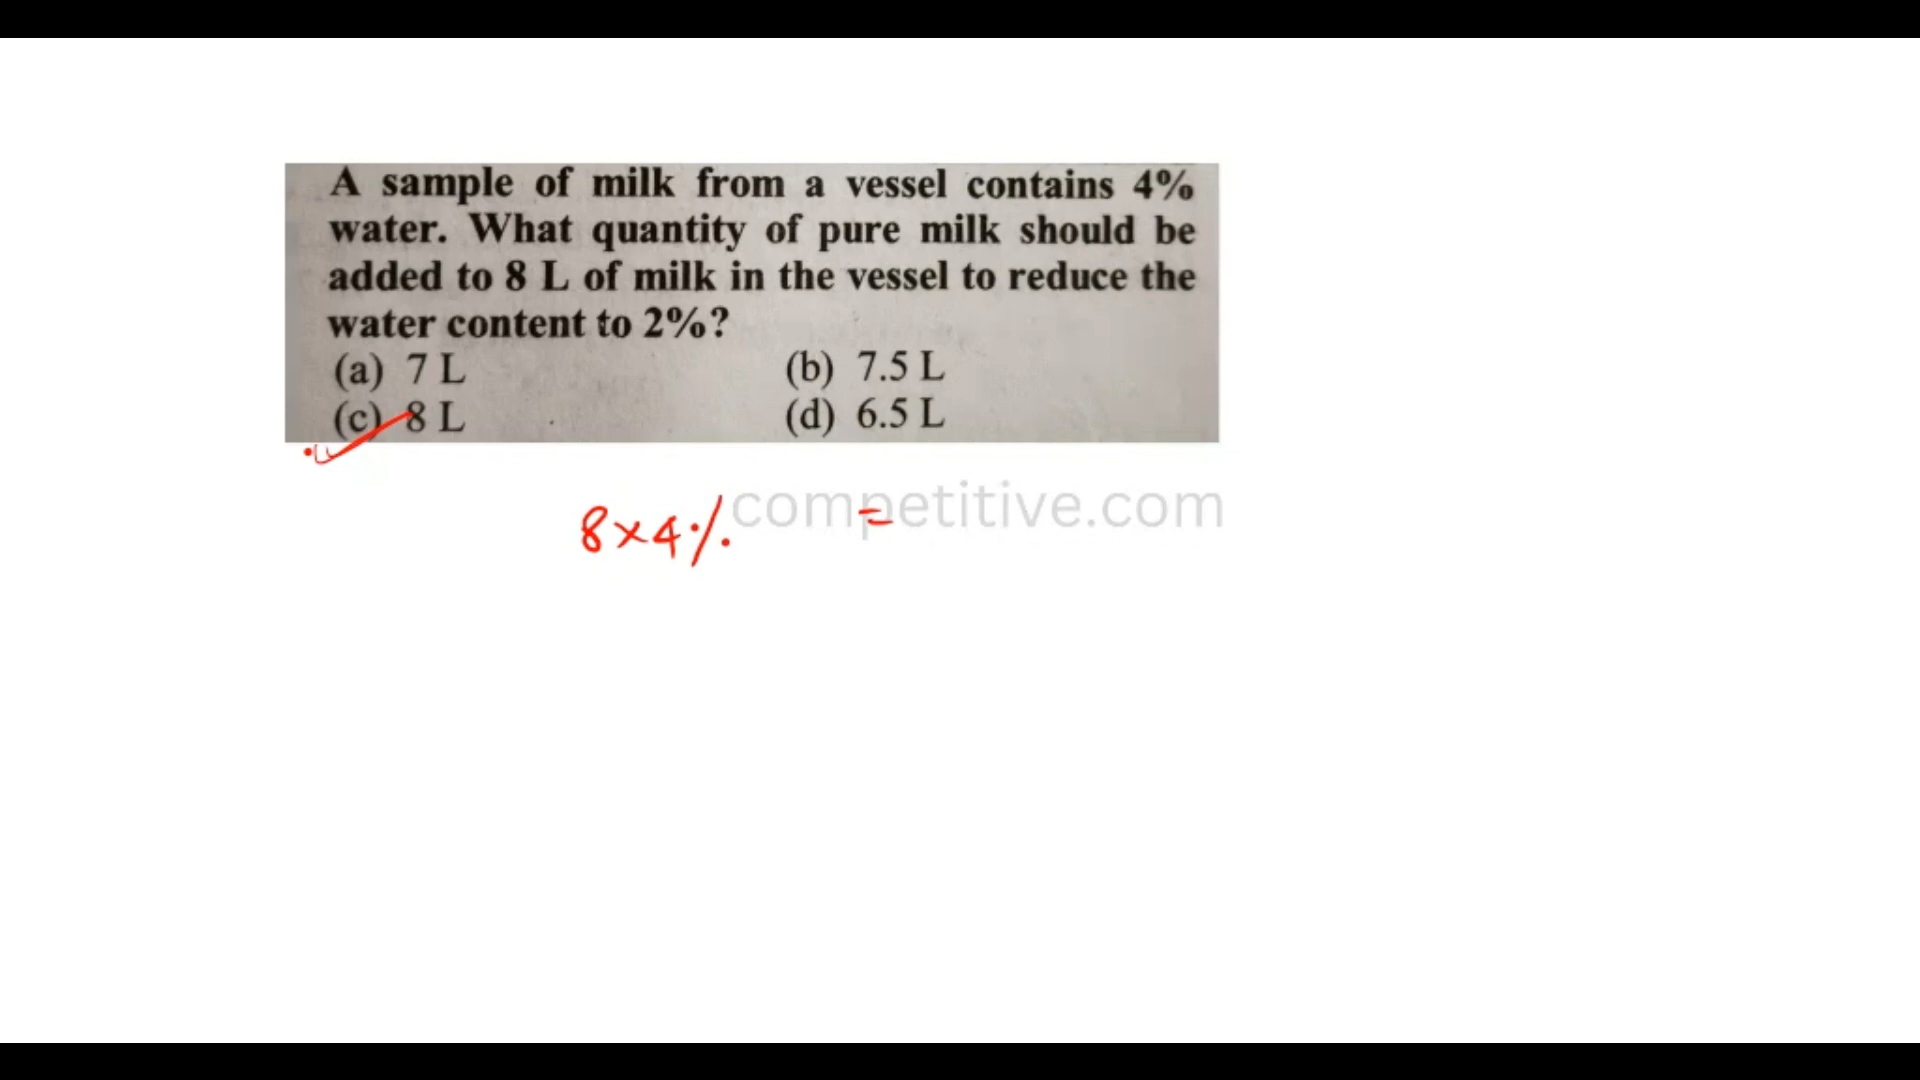 A sample of milk from a vessel contains 4%
water. What quantity of pure milk should be
added to 8 L of milk in the vessel to reduce the
water content to 2%?
(a) 7 L (b) 7.5 L
(c) 8 L (d) 6.5 L
competitive.com
8×4% =